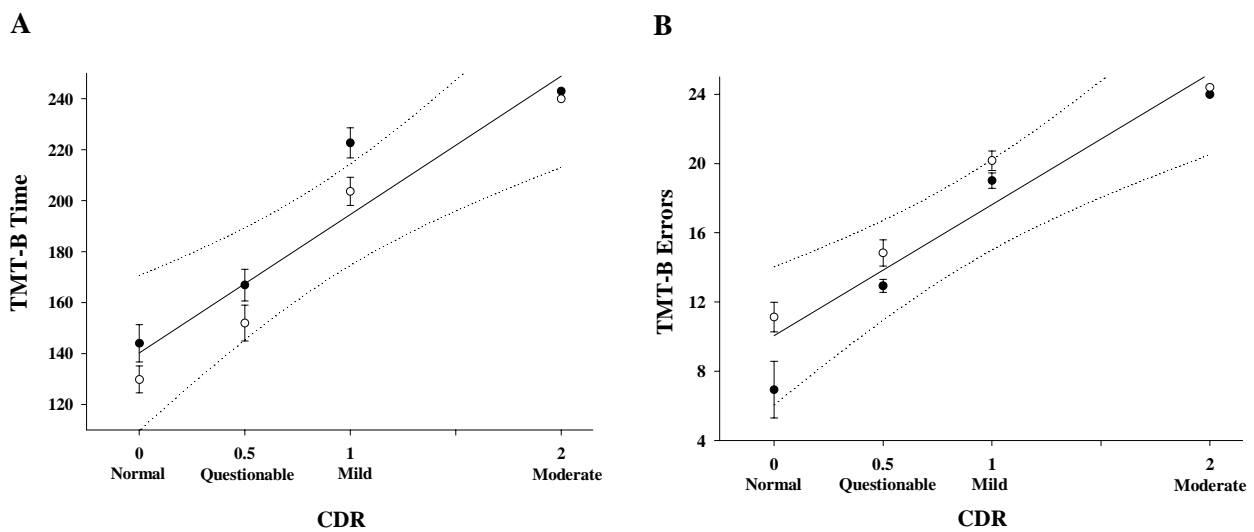 A
TMT-B Time
240
220
200
180
160
140
120
0 0.5 1 2
Normal Questionable Mild Moderate
CDR
B
TMT-B Errors
24
20
16
12
8
4
0 0.5 1 2
Normal Questionable Mild Moderate
CDR